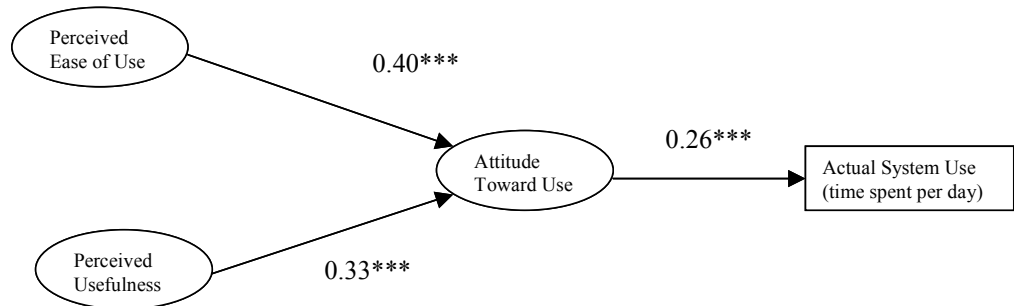 Perceived
Ease of Use
0.40***
0.26***
Attitude
Toward Use
Actual System Use
(time spent per day)
Perceived
Usefulness
0.33***